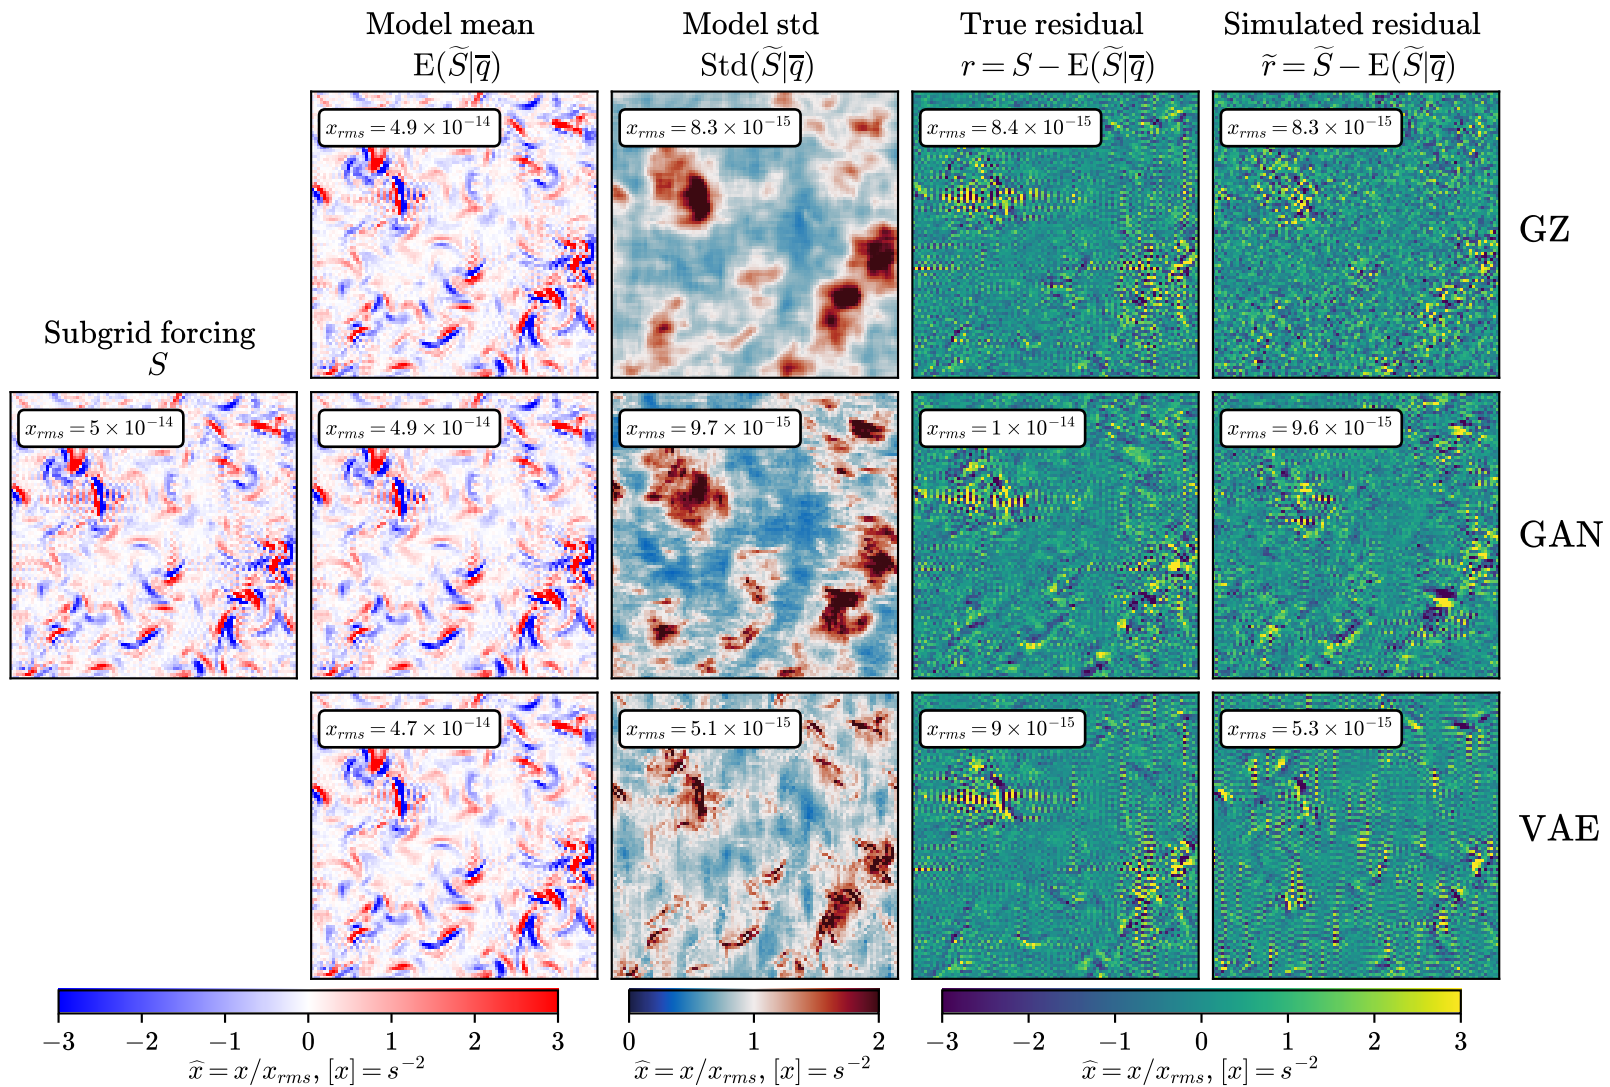 Model mean
E(S̃|q̅)
Model std
Std(S̃|q̅)
True residual
r = S − E(S̃|q̅)
Simulated residual
r̃ = S̃ − E(S̃|q̅)
x_rms = 4.9 × 10⁻¹⁴
x_rms = 8.3 × 10⁻¹⁵
x_rms = 8.4 × 10⁻¹⁵
x_rms = 8.3 × 10⁻¹⁵
GZ
Subgrid forcing
S
x_rms = 5 × 10⁻¹⁴
x_rms = 4.9 × 10⁻¹⁴
x_rms = 9.7 × 10⁻¹⁵
x_rms = 1 × 10⁻¹⁴
x_rms = 9.6 × 10⁻¹⁵
GAN
x_rms = 4.7 × 10⁻¹⁴
x_rms = 5.1 × 10⁻¹⁵
x_rms = 9 × 10⁻¹⁵
x_rms = 5.3 × 10⁻¹⁵
VAE
−3 −2 −1 0 1 2 3
x̂ = x/x_rms, [x] = s⁻²
0 1 2
x̂ = x/x_rms, [x] = s⁻²
−3 −2 −1 0 1 2 3
x̂ = x/x_rms, [x] = s⁻²